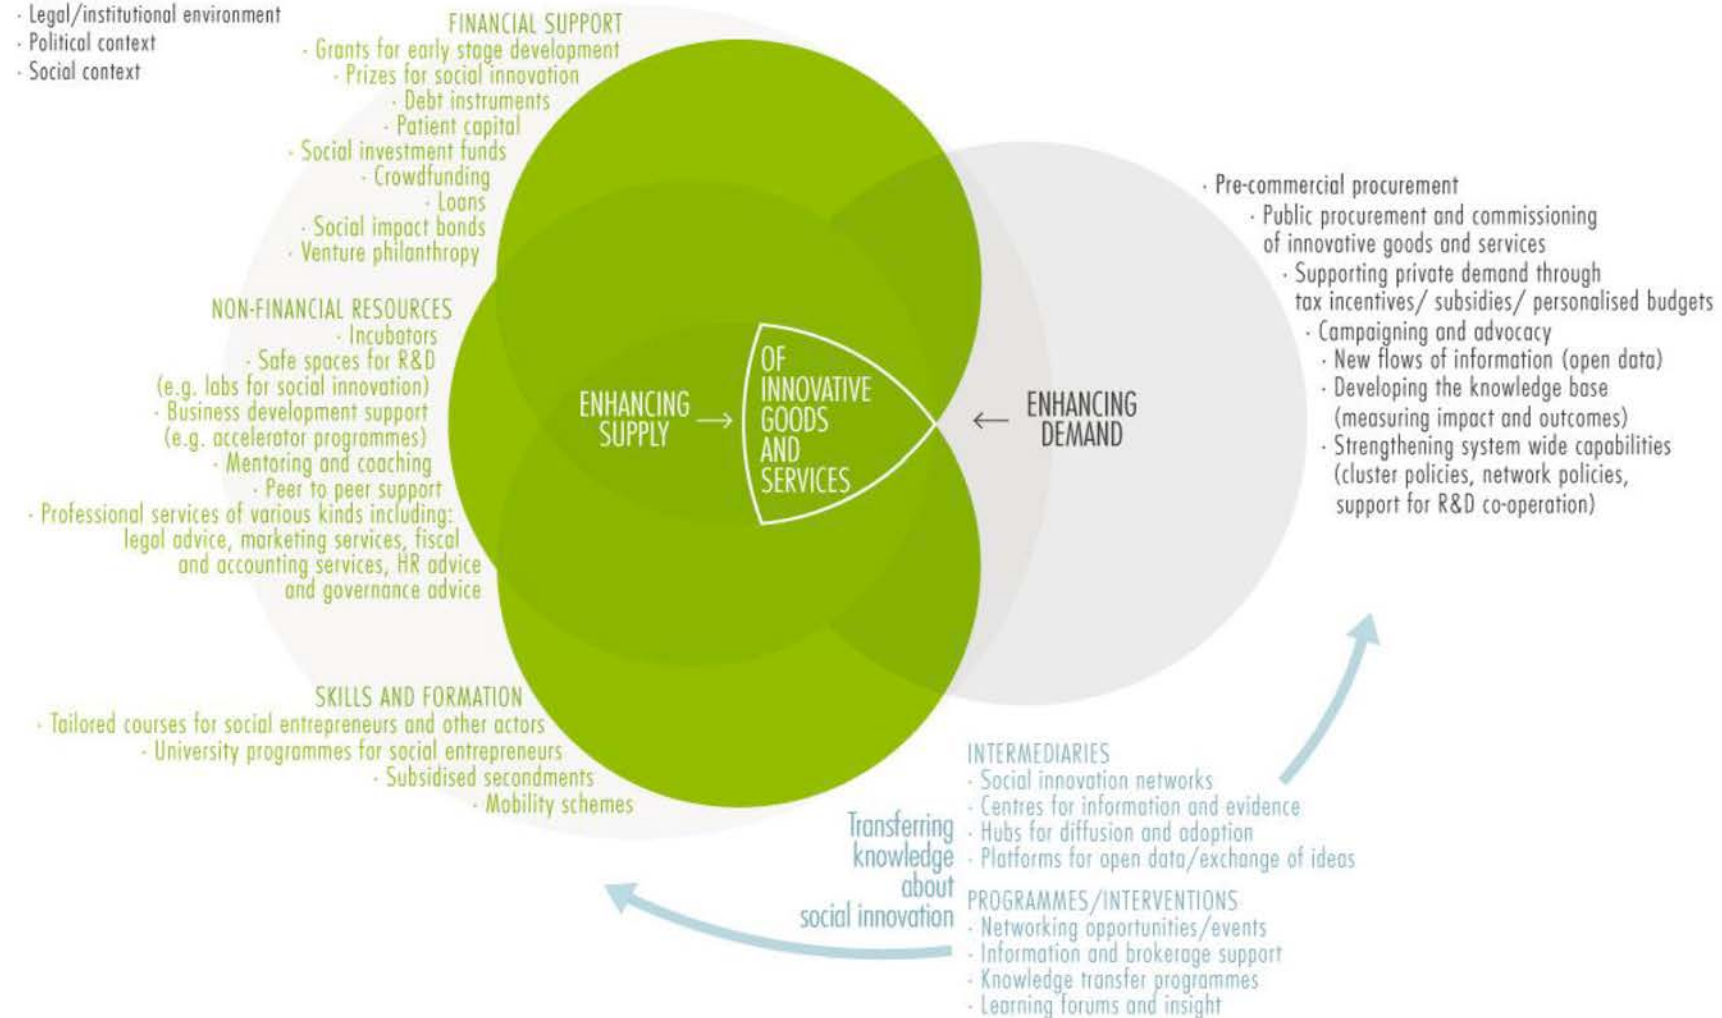 · Legal/institutional environment
· Political context
· Social context
FINANCIAL SUPPORT
· Grants for early stage development
· Prizes for social innovation
· Debt instruments
· Patient capital
· Social investment funds
· Crowdfunding
· Loans
· Social impact bonds
· Venture philanthropy
NON-FINANCIAL RESOURCES
· Incubators
· Safe spaces for R&D
(e.g. labs for social innovation)
· Business development support
(e.g. accelerator programmes)
· Mentoring and coaching
· Peer to peer support
· Professional services of various kinds including:
legal advice, marketing services, fiscal
and accounting services, HR advice
and governance advice
SKILLS AND FORMATION
· Tailored courses for social entrepreneurs and other actors
· University programmes for social entrepreneurs
· Subsidised secondments
· Mobility schemes
ENHANCING
SUPPLY
OF
INNOVATIVE
GOODS
AND
SERVICES
ENHANCING
DEMAND
· Pre-commercial procurement
· Public procurement and commissioning
of innovative goods and services
· Supporting private demand through
tax incentives/ subsidies/ personalised budgets
· Campaigning and advocacy
· New flows of information (open data)
· Developing the knowledge base
(measuring impact and outcomes)
· Strengthening system wide capabilities
(cluster policies, network policies,
support for R&D co-operation)
Transferring
knowledge
about
social innovation
INTERMEDIARIES
· Social innovation networks
· Centres for information and evidence
· Hubs for diffusion and adoption
· Platforms for open data/exchange of ideas
PROGRAMMES/INTERVENTIONS
· Networking opportunities/events
· Information and brokerage support
· Knowledge transfer programmes
· Learning forums and insight